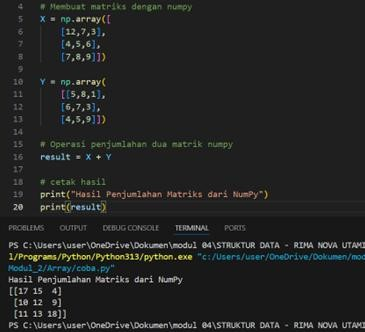 4 # Membuat matriks dengan numpy
5 X = np.array([
6 [12,7,3],
7 [4,5,6],
8 [7,8,9]])
9
10 Y = np.array(
11 [[5,8,1],
12 [6,7,3],
13 [4,5,9]])
14
15 # Operasi penjumlahan dua matrik numpy
16 result = X + Y
17
18 # cetak hasil
19 print("Hasil Penjumlahan Matriks dari NumPy")
20 print(result)
PROBLEMS OUTPUT DEBUG CONSOLE TERMINAL PORTS
PS C:\Users\user\OneDrive\Dokumen\modul 04\STRUKTUR DATA - RIMA NOVA UTAMI
l/Programs/Python/Python313/python.exe "c:/Users/user/OneDrive/Dokumen/mod
Modul_2/Array/coba.py"
Hasil Penjumlahan Matriks dari NumPy
[[17 15 4]
[10 12 9]
[11 13 18]]
PS C:\Users\user\OneDrive\Dokumen\modul 04\STRUKTUR DATA - RIMA NOVA UTAMI